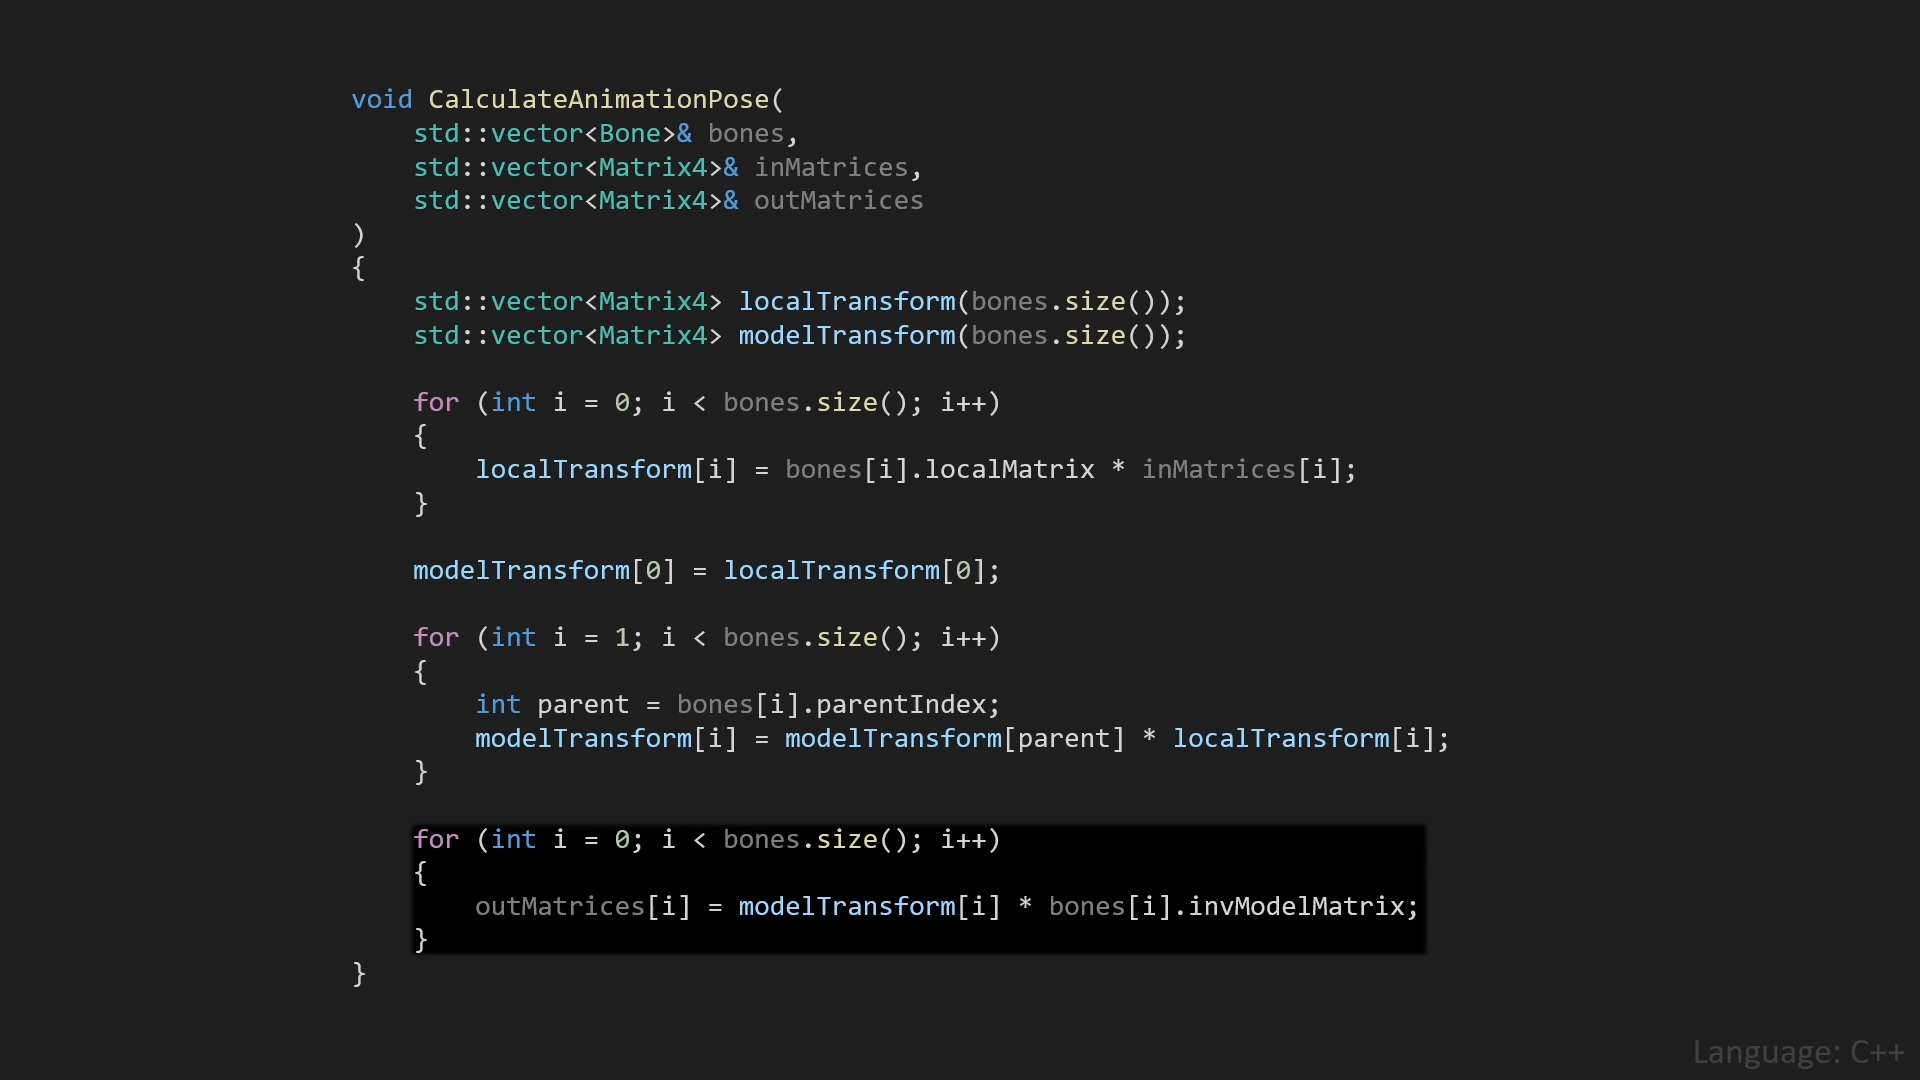 void CalculateAnimationPose(
    std::vector<Bone>& bones,
    std::vector<Matrix4>& inMatrices,
    std::vector<Matrix4>& outMatrices
)
{
    std::vector<Matrix4> localTransform(bones.size());
    std::vector<Matrix4> modelTransform(bones.size());

    for (int i = 0; i < bones.size(); i++)
    {
        localTransform[i] = bones[i].localMatrix * inMatrices[i];
    }

    modelTransform[0] = localTransform[0];

    for (int i = 1; i < bones.size(); i++)
    {
        int parent = bones[i].parentIndex;
        modelTransform[i] = modelTransform[parent] * localTransform[i];
    }

    for (int i = 0; i < bones.size(); i++)
    {
        outMatrices[i] = modelTransform[i] * bones[i].invModelMatrix;
    }
}
Language: C++